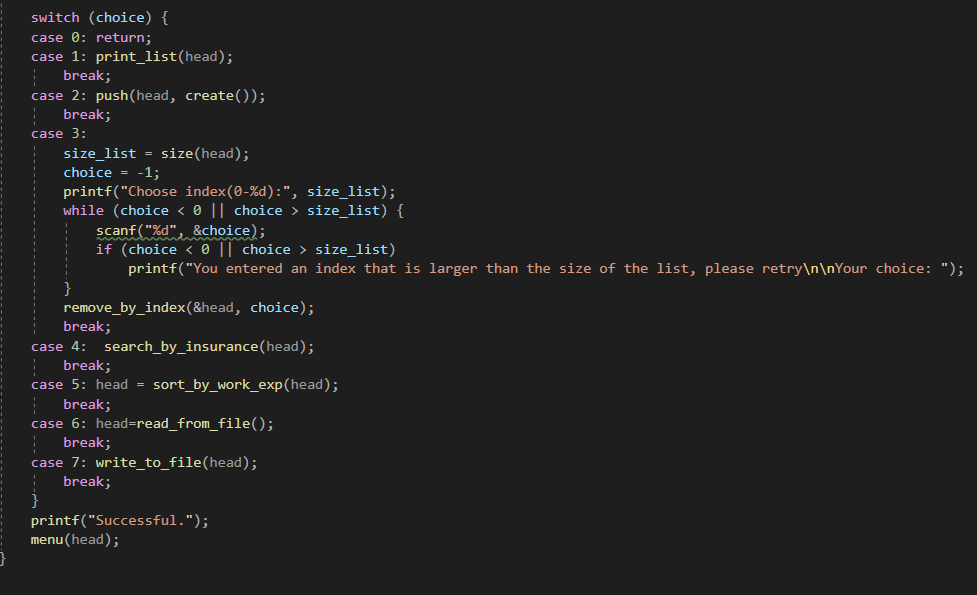 switch (choice) {
case 0: return;
case 1: print_list(head);
break;
case 2: push(head, create());
break;
case 3:
size_list = size(head);
choice = -1;
printf("Choose index(0-%d):", size_list);
while (choice < 0 || choice > size_list) {
scanf("%d", &choice);
if (choice < 0 || choice > size_list)
printf("You entered an index that is larger than the size of the list, please retry\n\nYour choice: ");
}
remove_by_index(&head, choice);
break;
case 4:  search_by_insurance(head);
break;
case 5: head = sort_by_work_exp(head);
break;
case 6: head=read_from_file();
break;
case 7: write_to_file(head);
break;
}
printf("Successful.");
menu(head);
}